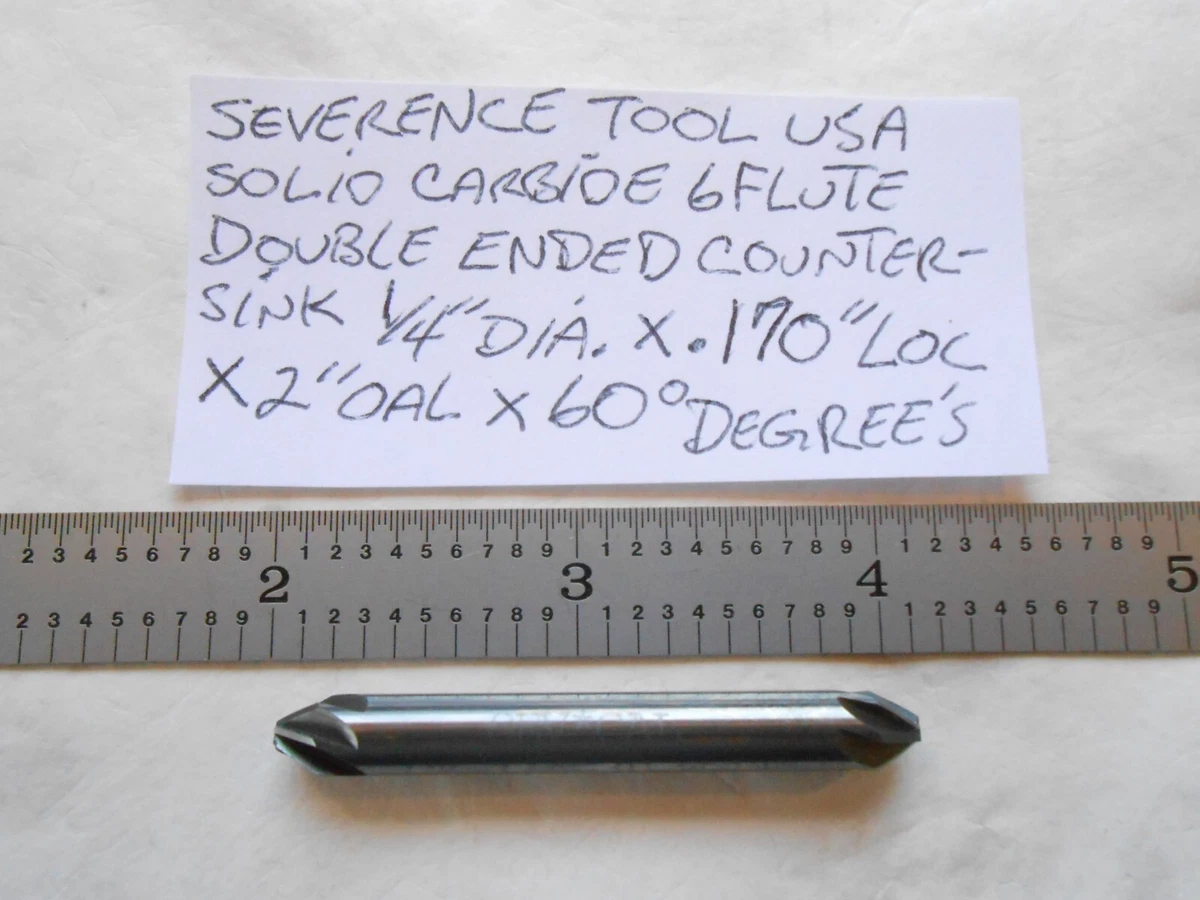 SEVERENCE TOOL USA
SOLID CARBIDE 6 FLUTE
DOUBLE ENDED COUNTER-
SINK 1/4" DIA. X .170" LOC
X 2" OAL X 60° DEGREE'S
2 3 4 5 6 7 8 9 1 2 3 4 5 6 7 8 9 1 2 3 4 5 6 7 8 9 1 2 3 4 5 6 7 8 9
2 3 4 5
2 3 4 5 6 7 8 9 1 2 3 4 5 6 7 8 9 1 2 3 4 5 6 7 8 9 1 2 3 4 5 6 7 8 9